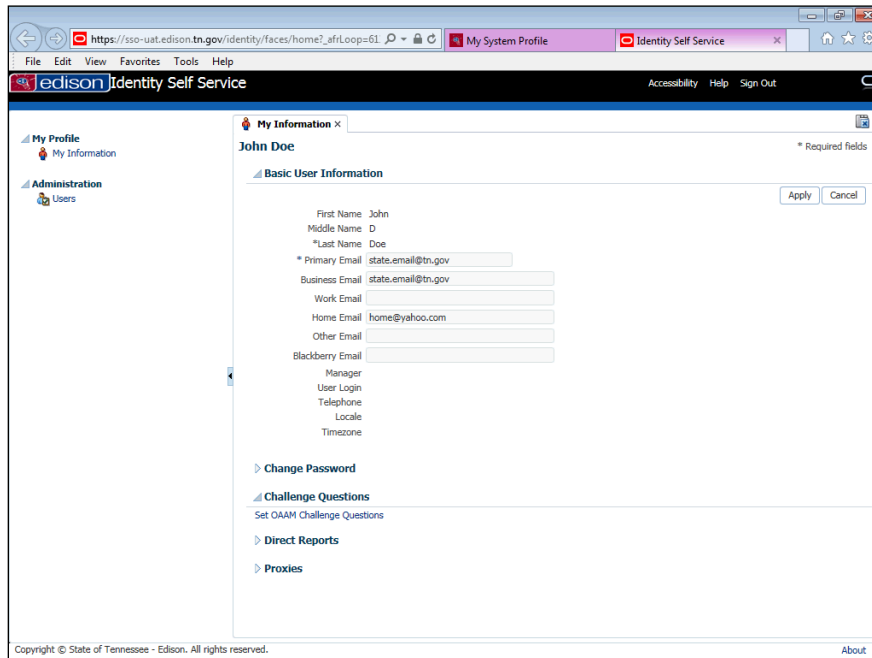 https://sso-uat.edison.tn.gov/identity/faces/home?_afrLoop=61
My System Profile
Identity Self Service
File Edit View Favorites Tools Help
edison Identity Self Service
Accessibility Help Sign Out
My Profile
My Information
Administration
Users
My Information
John Doe
* Required fields
Basic User Information
Apply Cancel
First Name John
Middle Name D
*Last Name Doe
* Primary Email state.email@tn.gov
Business Email state.email@tn.gov
Work Email
Home Email home@yahoo.com
Other Email
Blackberry Email
Manager
User Login
Telephone
Locale
Timezone
Change Password
Challenge Questions
Set OAAM Challenge Questions
Direct Reports
Proxies
Copyright © State of Tennessee - Edison. All rights reserved.
About